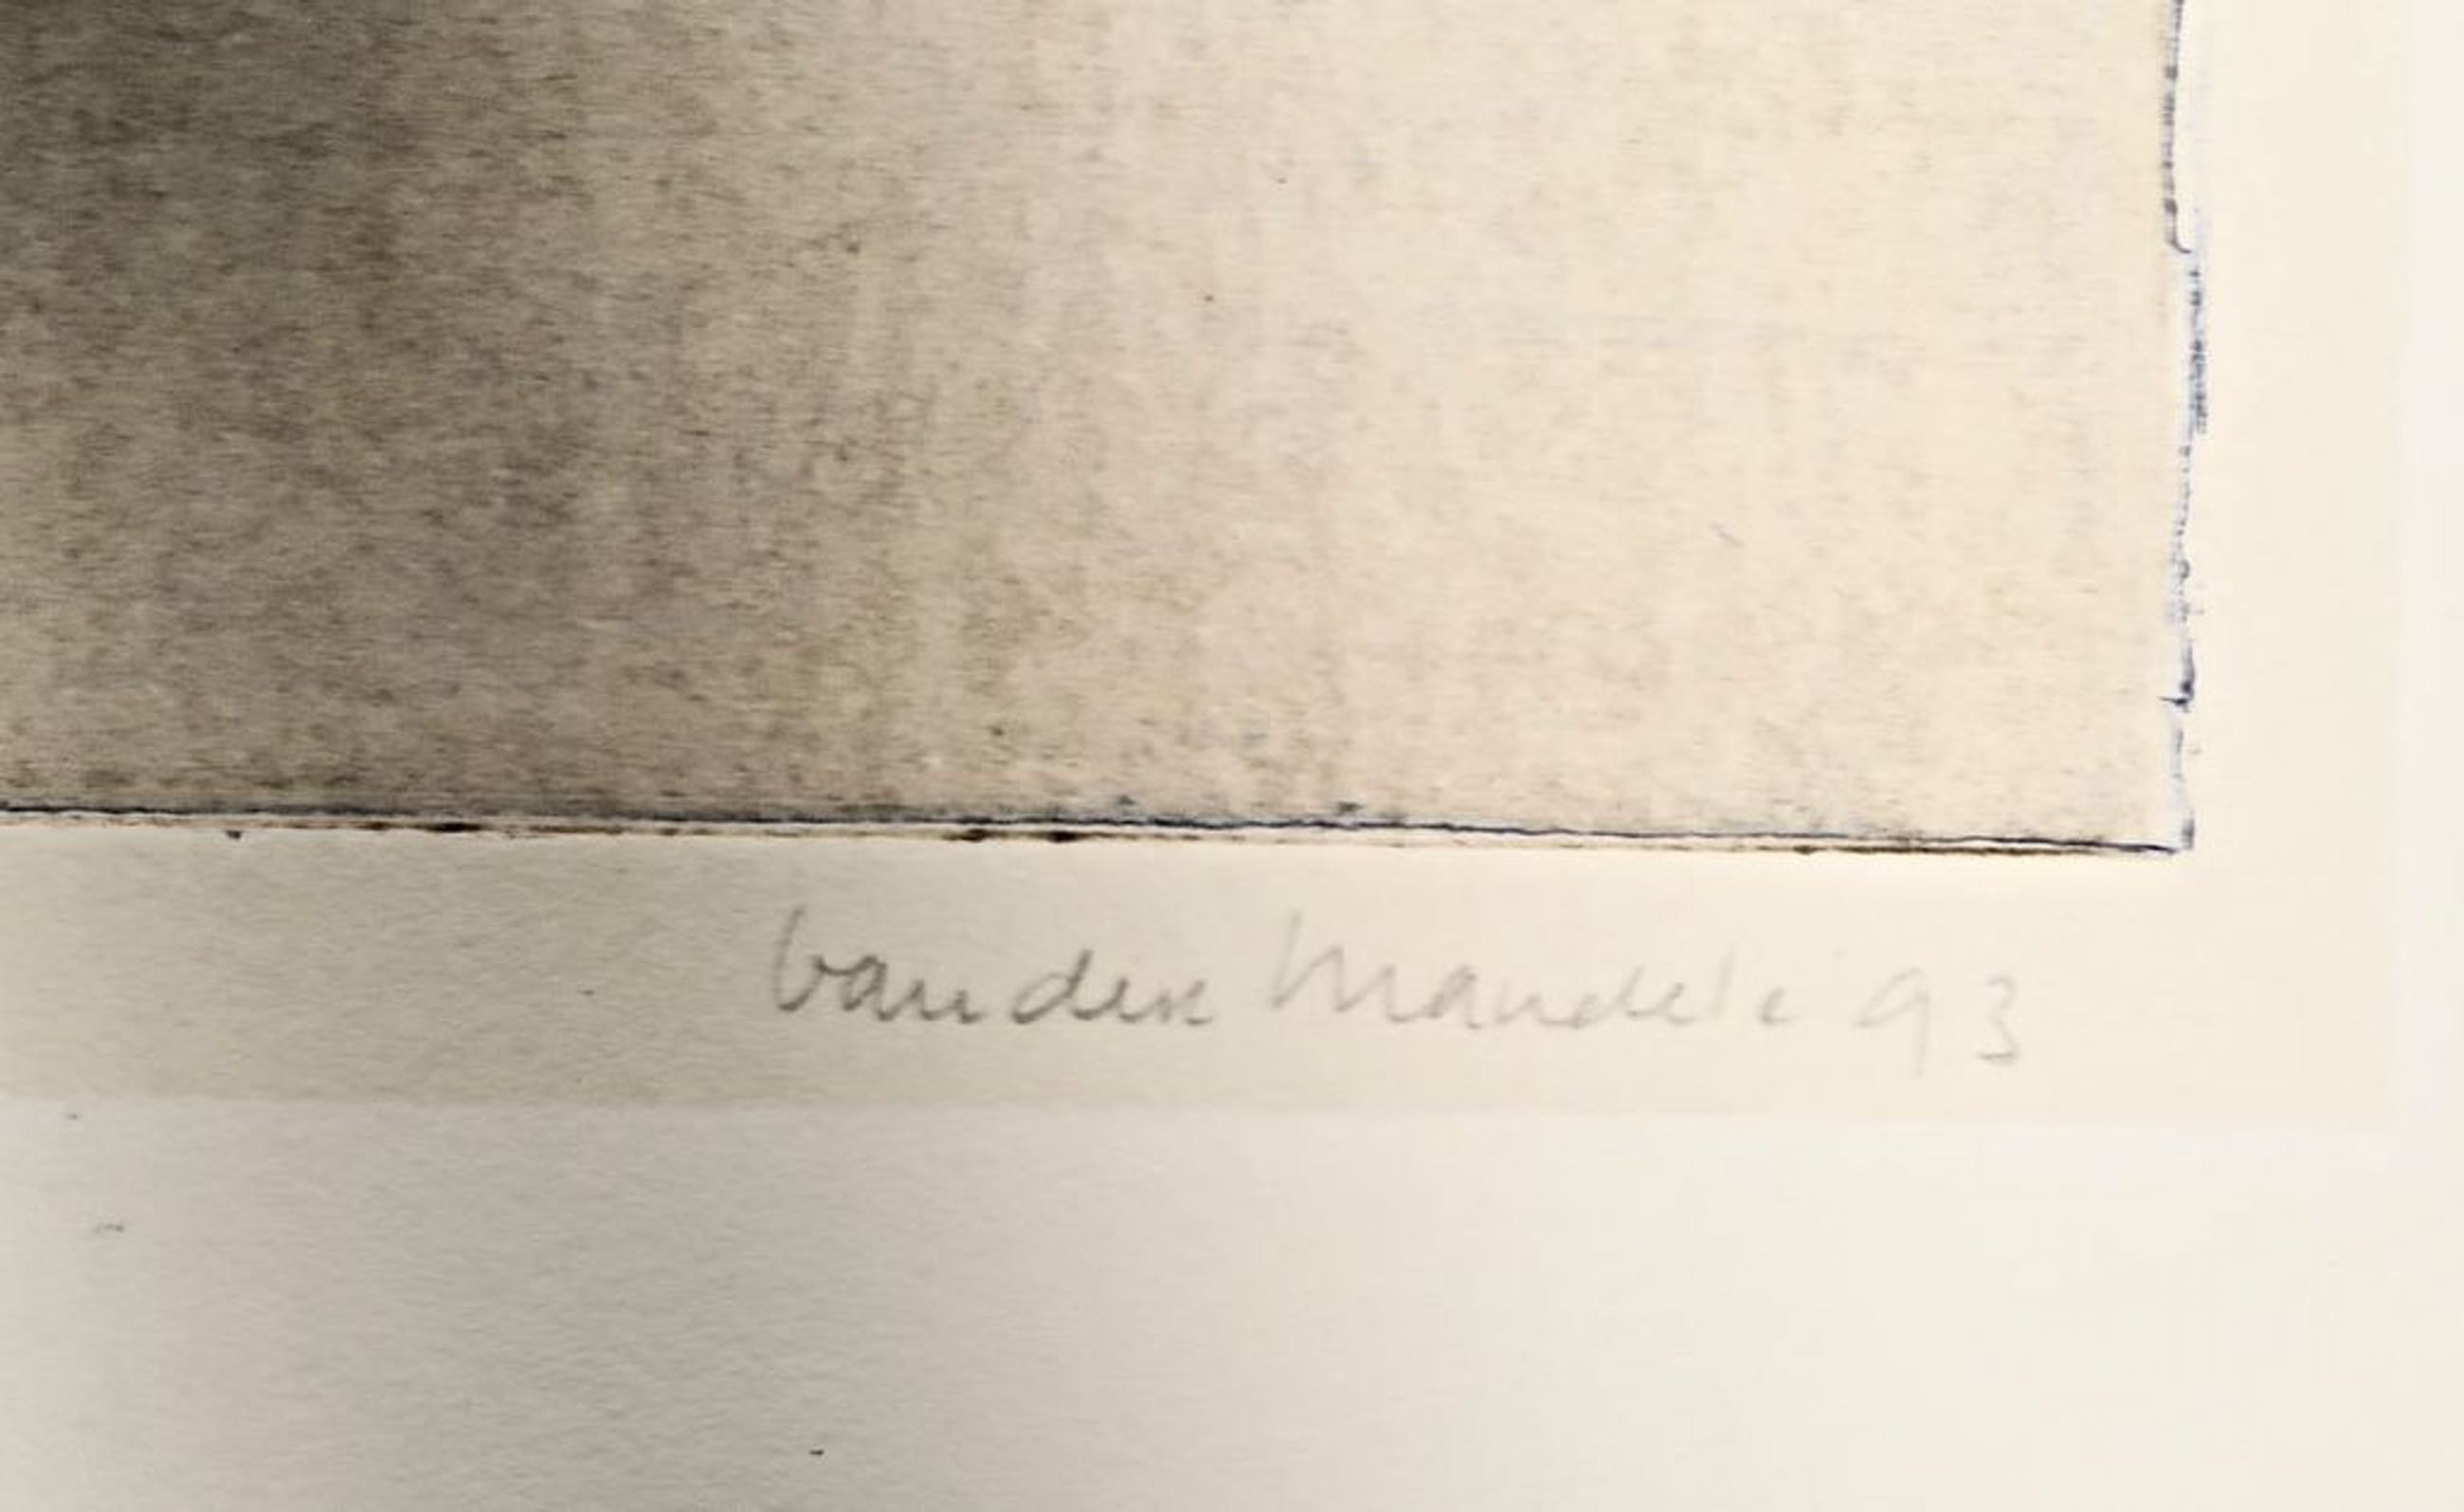 van der Mandele 93